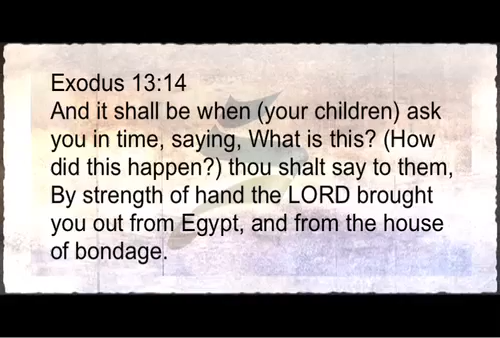 Exodus 13:14
And it shall be when (your children) ask
you in time, saying, What is this? (How
did this happen?) thou shalt say to them,
By strength of hand the LORD brought
you out from Egypt, and from the house
of bondage.